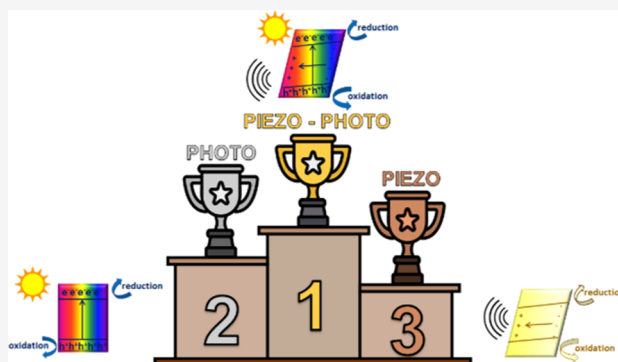 e⁻e⁻e⁻e⁻e⁻
reduction
h⁺h⁺h⁺h⁺h⁺
oxidation
PIEZO - PHOTO
PHOTO
PIEZO
1
2
3
e⁻e⁻e⁻e⁻e⁻
reduction
oxidation
h⁺h⁺h⁺h⁺h⁺
reduction
oxidation